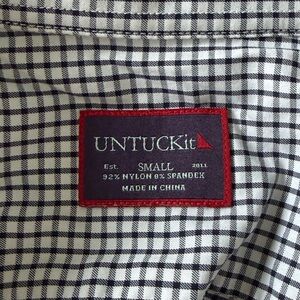 UNTUCKit
Est. SMALL 2011
92% NYLON 8% SPANDEX
MADE IN CHINA